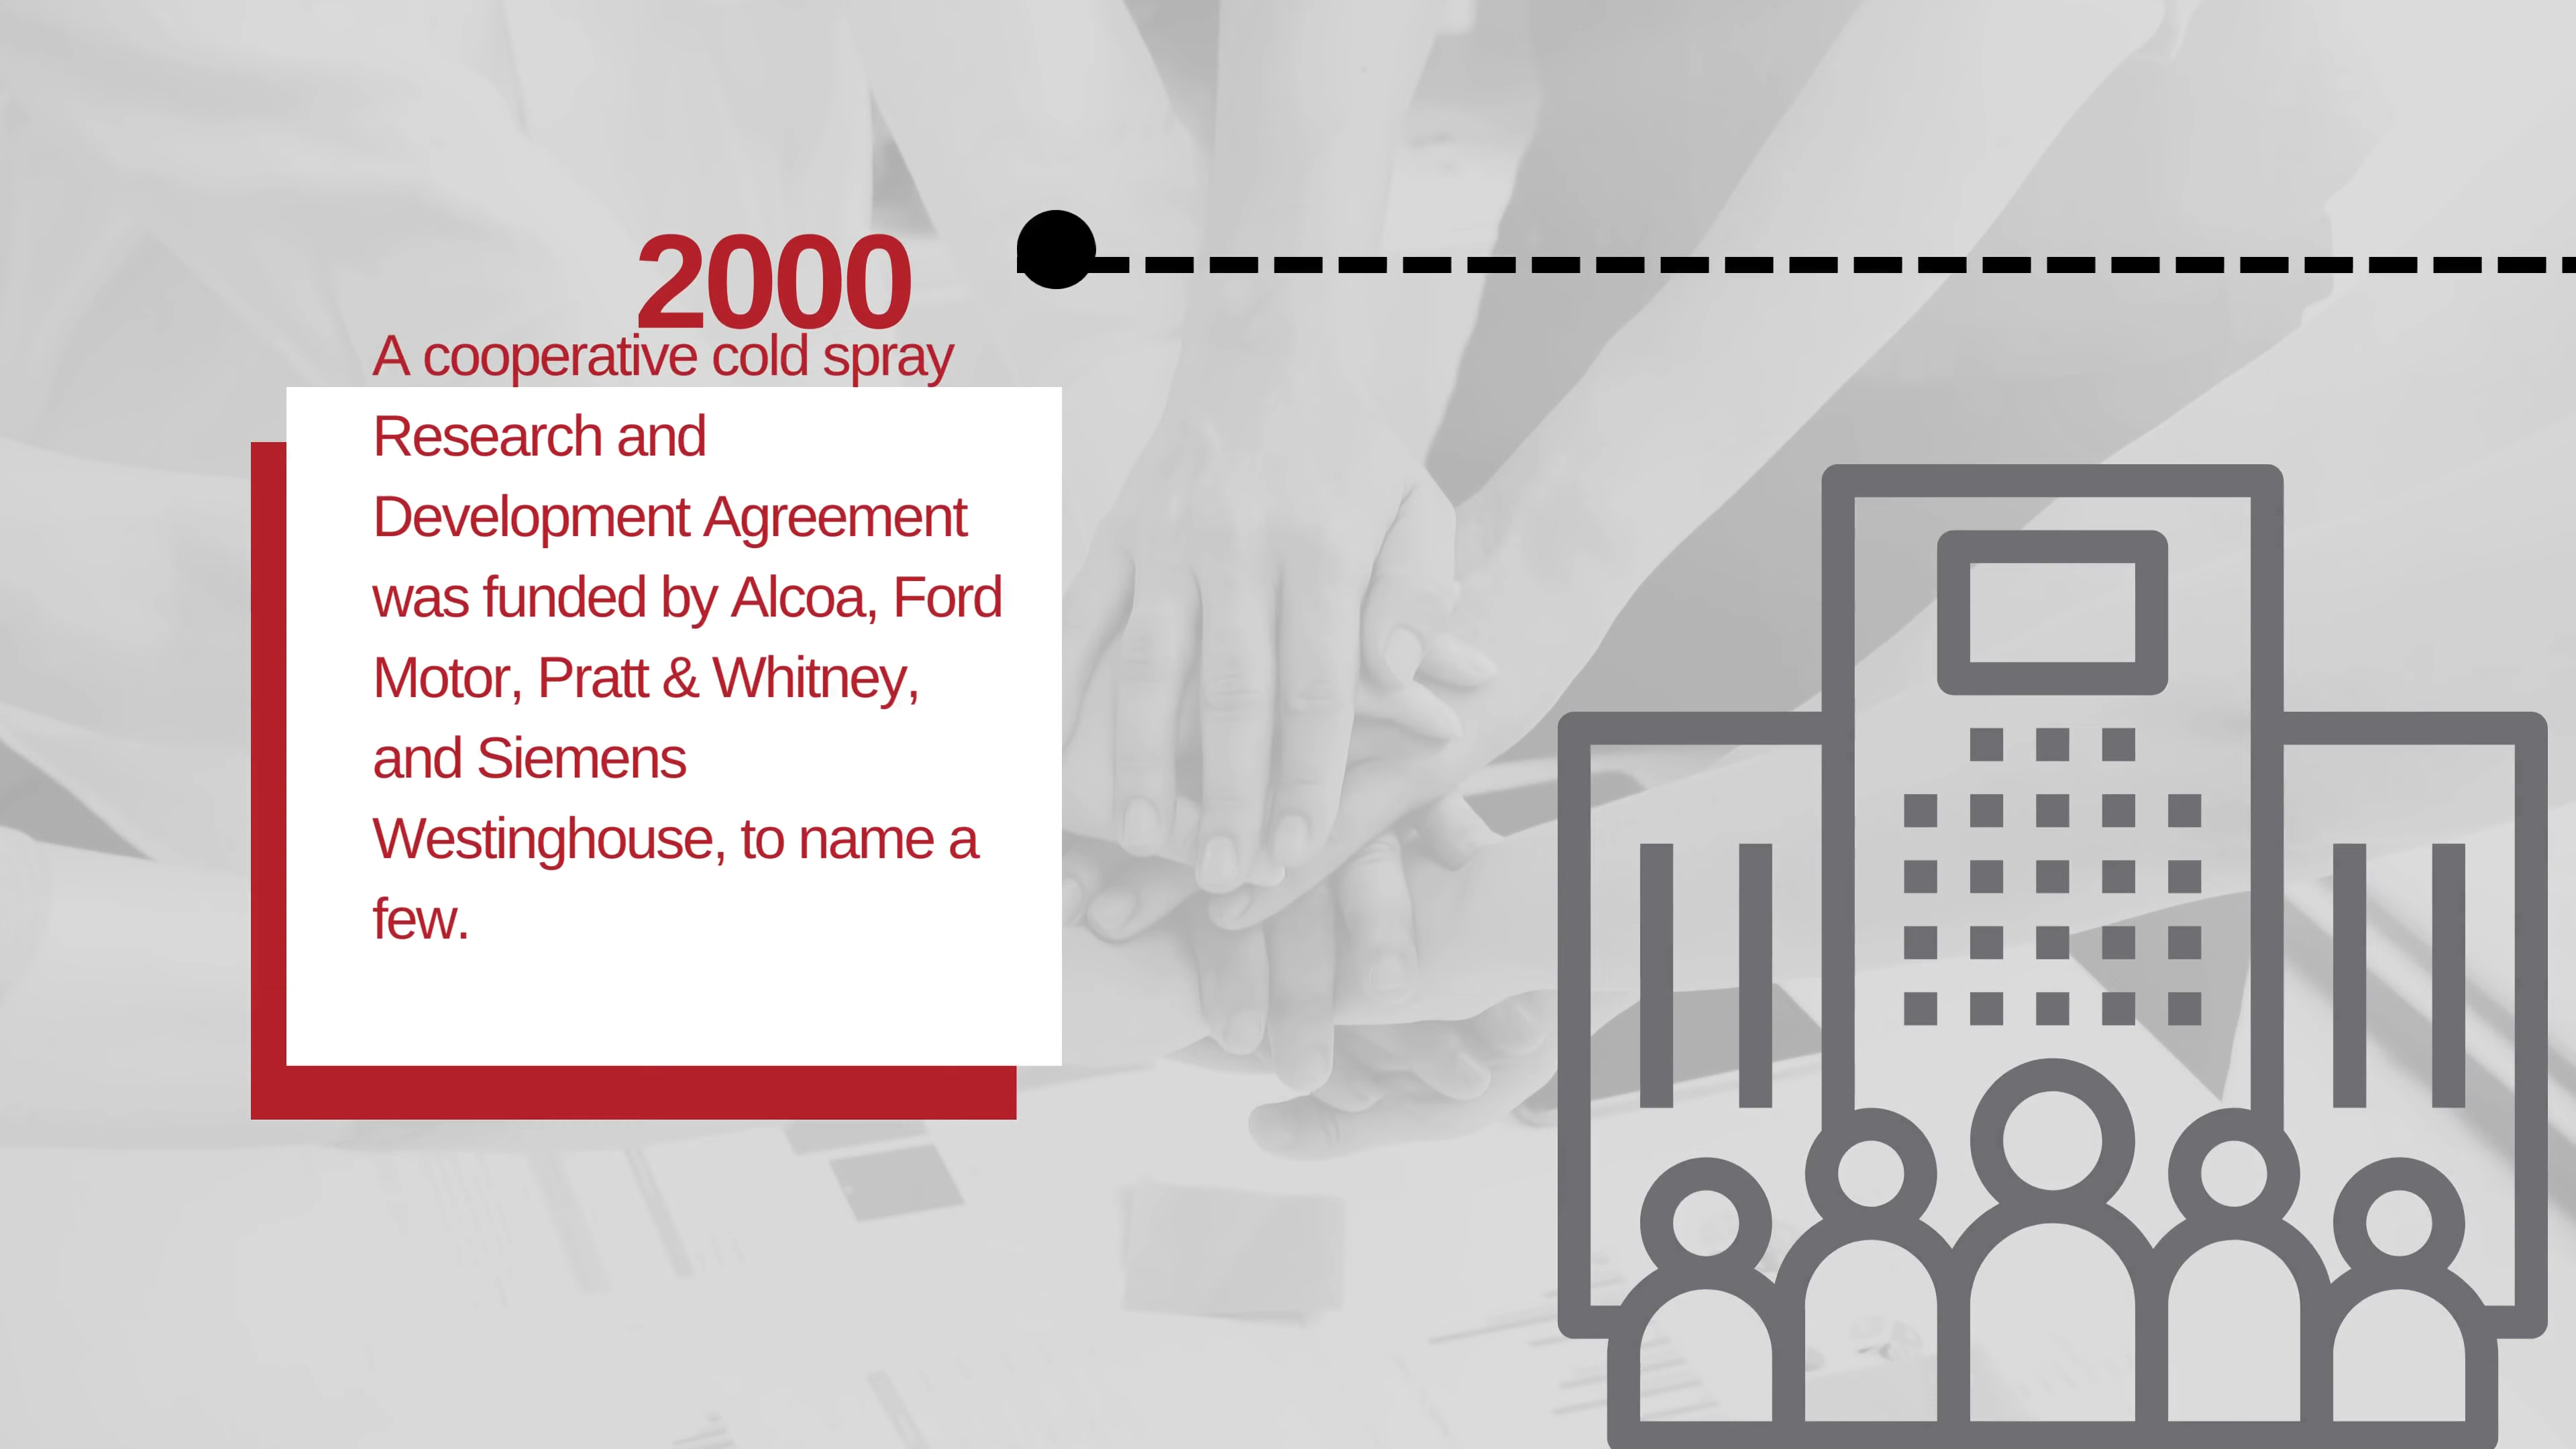 2000
A cooperative cold spray
Research and
Development Agreement
was funded by Alcoa, Ford
Motor, Pratt & Whitney,
and Siemens
Westinghouse, to name a
few.